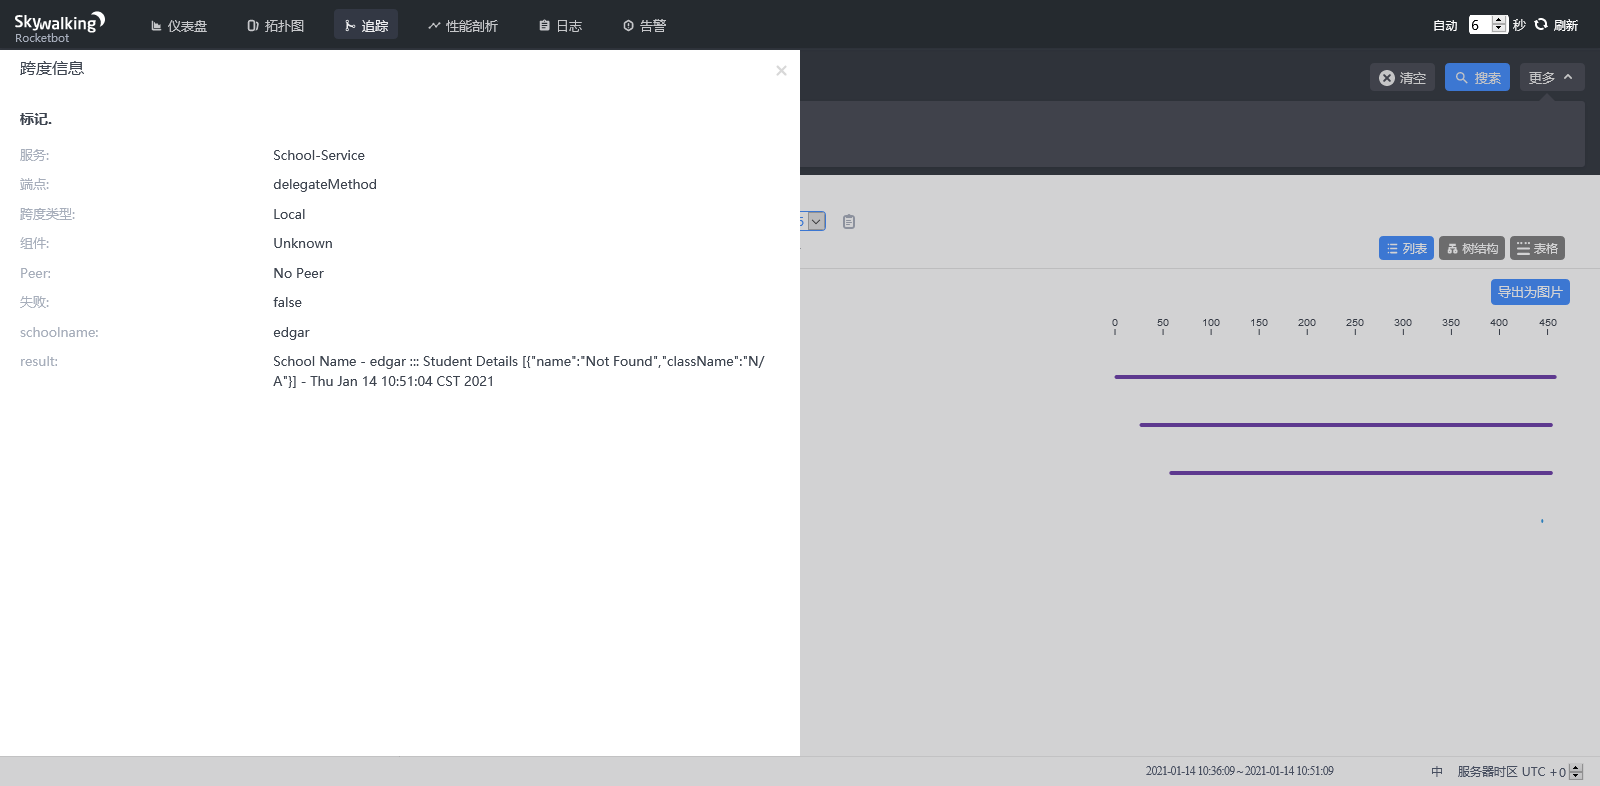 Skywalking
Rocketbot
仪表盘
拓扑图
追踪
性能剖析
日志
告警
自动 6 秒 刷新
跨度信息
清空
搜索
更多
标记.
服务: School-Service
端点: delegateMethod
跨度类型: Local
组件: Unknown
Peer: No Peer
失败: false
schoolname: edgar
result: School Name - edgar ::: Student Details [{"name":"Not Found","className":"N/
A"}] - Thu Jan 14 10:51:04 CST 2021
列表
树结构
表格
导出为图片
0 50 100 150 200 250 300 350 400 450
2021-01-14 10:36:09～2021-01-14 10:51:09
中
服务器时区 UTC +0